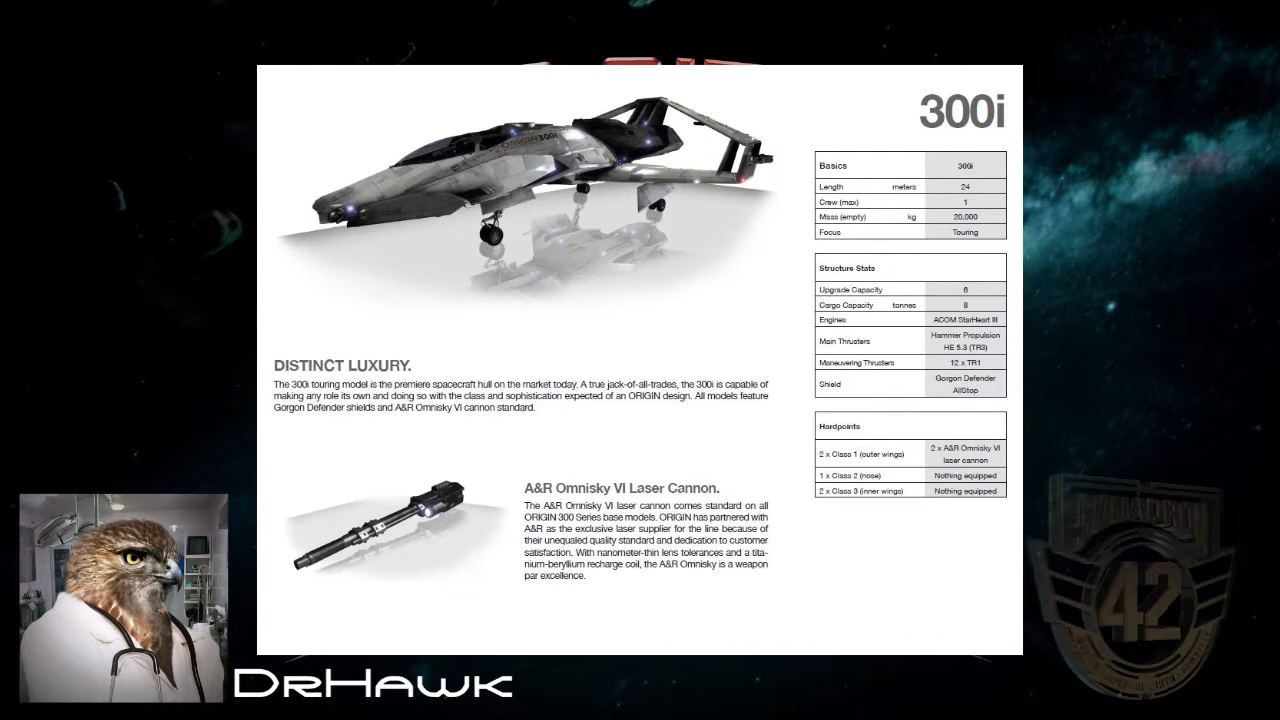 300i
ORIGIN 300i
Basics 300i
Length meters 24
Crew (max) 1
Mass (empty) kg 20,000
Focus Touring
Structure Stats
Upgrade Capacity 6
Cargo Capacity tonnes 8
Engines ACOM StarHeart III
Main Thrusters Hammer Propulsion
HE 5.3 (TR3)
Maneuvering Thrusters 12 x TR1
Shield Gorgon Defender
AllStop
Hardpoints
2 x Class 1 (outer wings) 2 x A&R Omnisky VI
laser cannon
1 x Class 2 (nose) Nothing equipped
2 x Class 3 (inner wings) Nothing equipped
DISTINCT LUXURY.
The 300i touring model is the premiere spacecraft hull on the market today. A true jack-of-all-trades, the 300i is capable of
making any role its own and doing so with the class and sophistication expected of an ORIGIN design. All models feature
Gorgon Defender shields and A&R Omnisky VI cannon standard.
A&R Omnisky VI Laser Cannon.
The A&R Omnisky VI laser cannon comes standard on all
ORIGIN 300 Series base models. ORIGIN has partnered with
A&R as the exclusive laser supplier for the line because of
their unequaled quality standard and dedication to customer
satisfaction. With nanometer-thin lens tolerances and a tita-
nium-beryllium recharge coil, the A&R Omnisky is a weapon
par excellence.
42
DrHawk